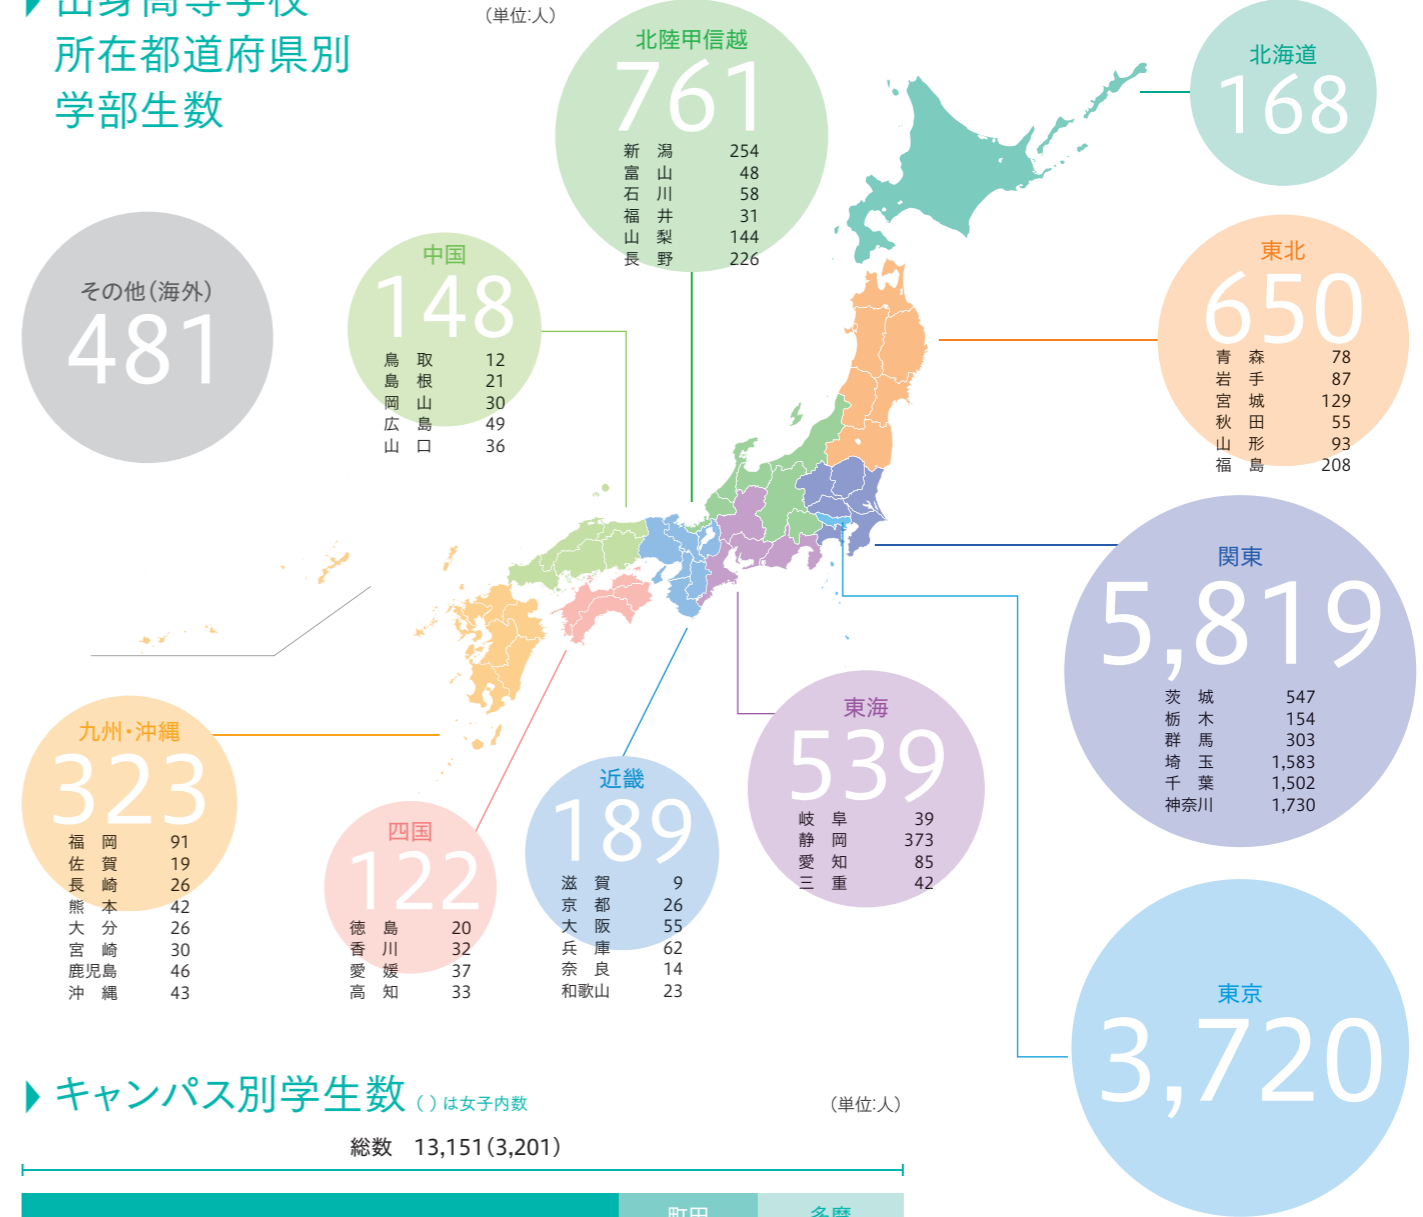 出身高等学校
所在都道府県別
学部生数
(単位:人)
北陸甲信越
761
新潟 254
富山 48
石川 58
福井 31
山梨 144
長野 226
北海道
168
その他(海外)
481
中国
148
鳥取 12
島根 21
岡山 30
広島 49
山口 36
東北
650
青森 78
岩手 87
宮城 129
秋田 55
山形 93
福島 208
関東
5,819
茨城 547
栃木 154
群馬 303
埼玉 1,583
千葉 1,502
神奈川 1,730
九州・沖縄
323
福岡 91
佐賀 19
長崎 26
熊本 42
大分 26
宮崎 30
鹿児島 46
沖縄 43
四国
122
徳島 20
香川 32
愛媛 37
高知 33
近畿
189
滋賀 9
京都 26
大阪 55
兵庫 62
奈良 14
和歌山 23
東海
539
岐阜 39
静岡 373
愛知 85
三重 42
東京
3,720
キャンパス別学生数 ( )は女子内数
(単位:人)
総数 13,151(3,201)
町田
多摩